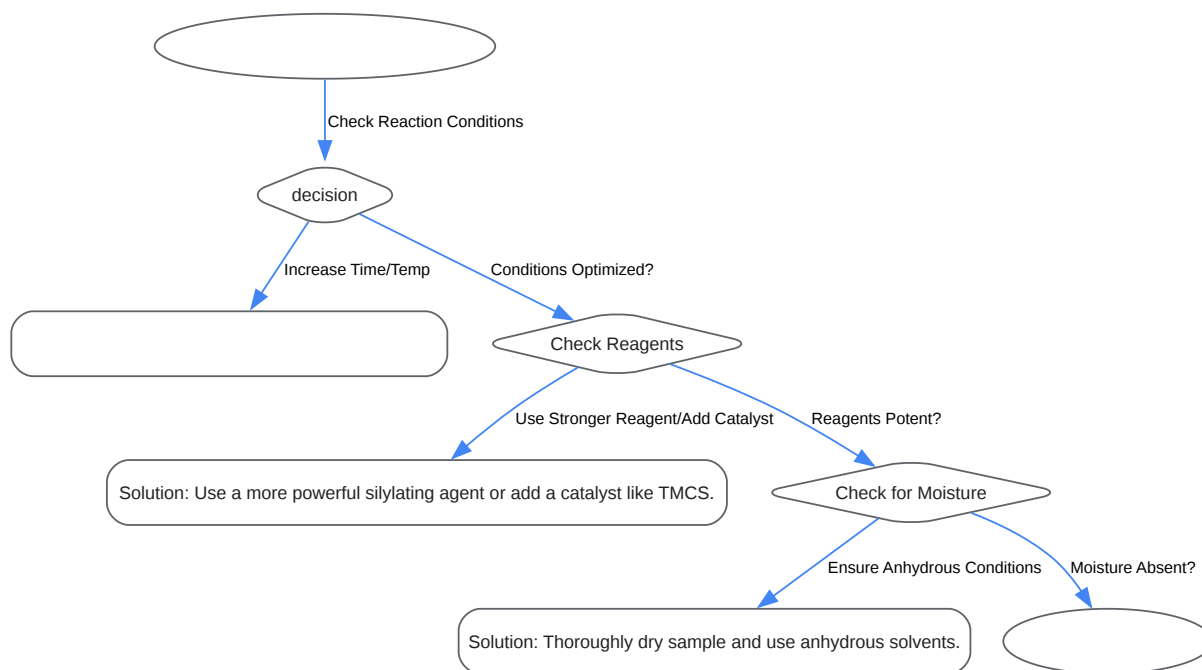 Check Reaction Conditions
decision
Increase Time/Temp
Conditions Optimized?
Check Reagents
Use Stronger Reagent/Add Catalyst
Reagents Potent?
Solution: Use a more powerful silylating agent or add a catalyst like TMCS.
Check for Moisture
Ensure Anhydrous Conditions
Moisture Absent?
Solution: Thoroughly dry sample and use anhydrous solvents.